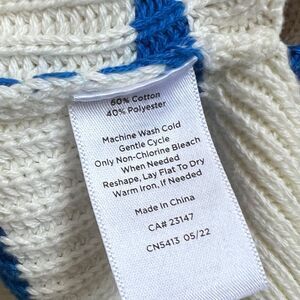 60% Cotton
40% Polyester
Machine Wash Cold
Gentle Cycle
Only Non-Chlorine Bleach
When Needed
Reshape, Lay Flat To Dry
Warm Iron, If Needed
Made in China
CA# 23147
CN5413 05/22